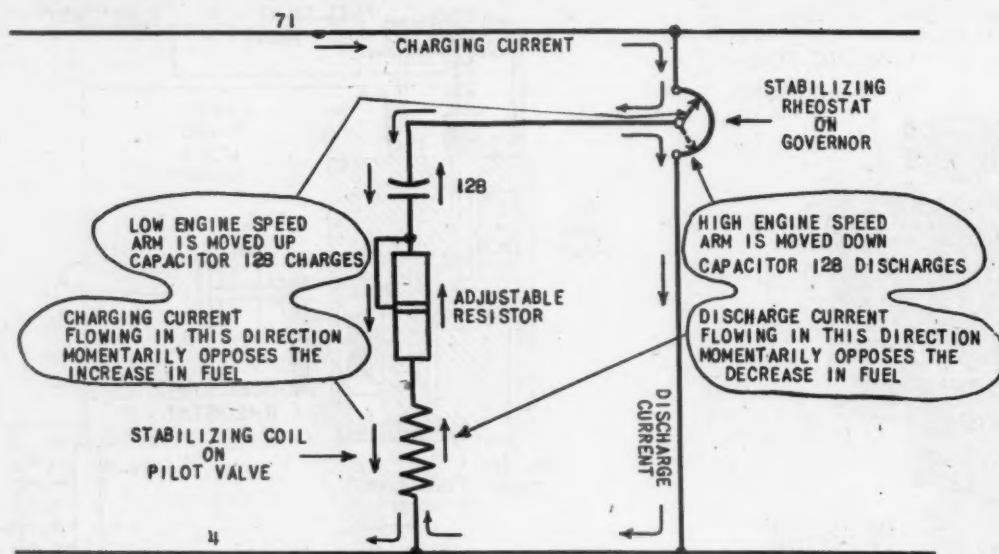 71
CHARGING CURRENT
STABILIZING
RHEOSTAT
ON
GOVERNOR
128
LOW ENGINE SPEED
ARM IS MOVED UP
CAPACITOR 128 CHARGES
CHARGING CURRENT
FLOWING IN THIS DIRECTION
MOMENTARILY OPPOSES THE
INCREASE IN FUEL
ADJUSTABLE
RESISTOR
HIGH ENGINE SPEED
ARM IS MOVED DOWN
CAPACITOR 128 DISCHARGES
DISCHARGE CURRENT
FLOWING IN THIS DIRECTION
MOMENTARILY OPPOSES THE
DECREASE IN FUEL
STABILIZING COIL
ON
PILOT VALVE
DISCHARGE
CURRENT
4